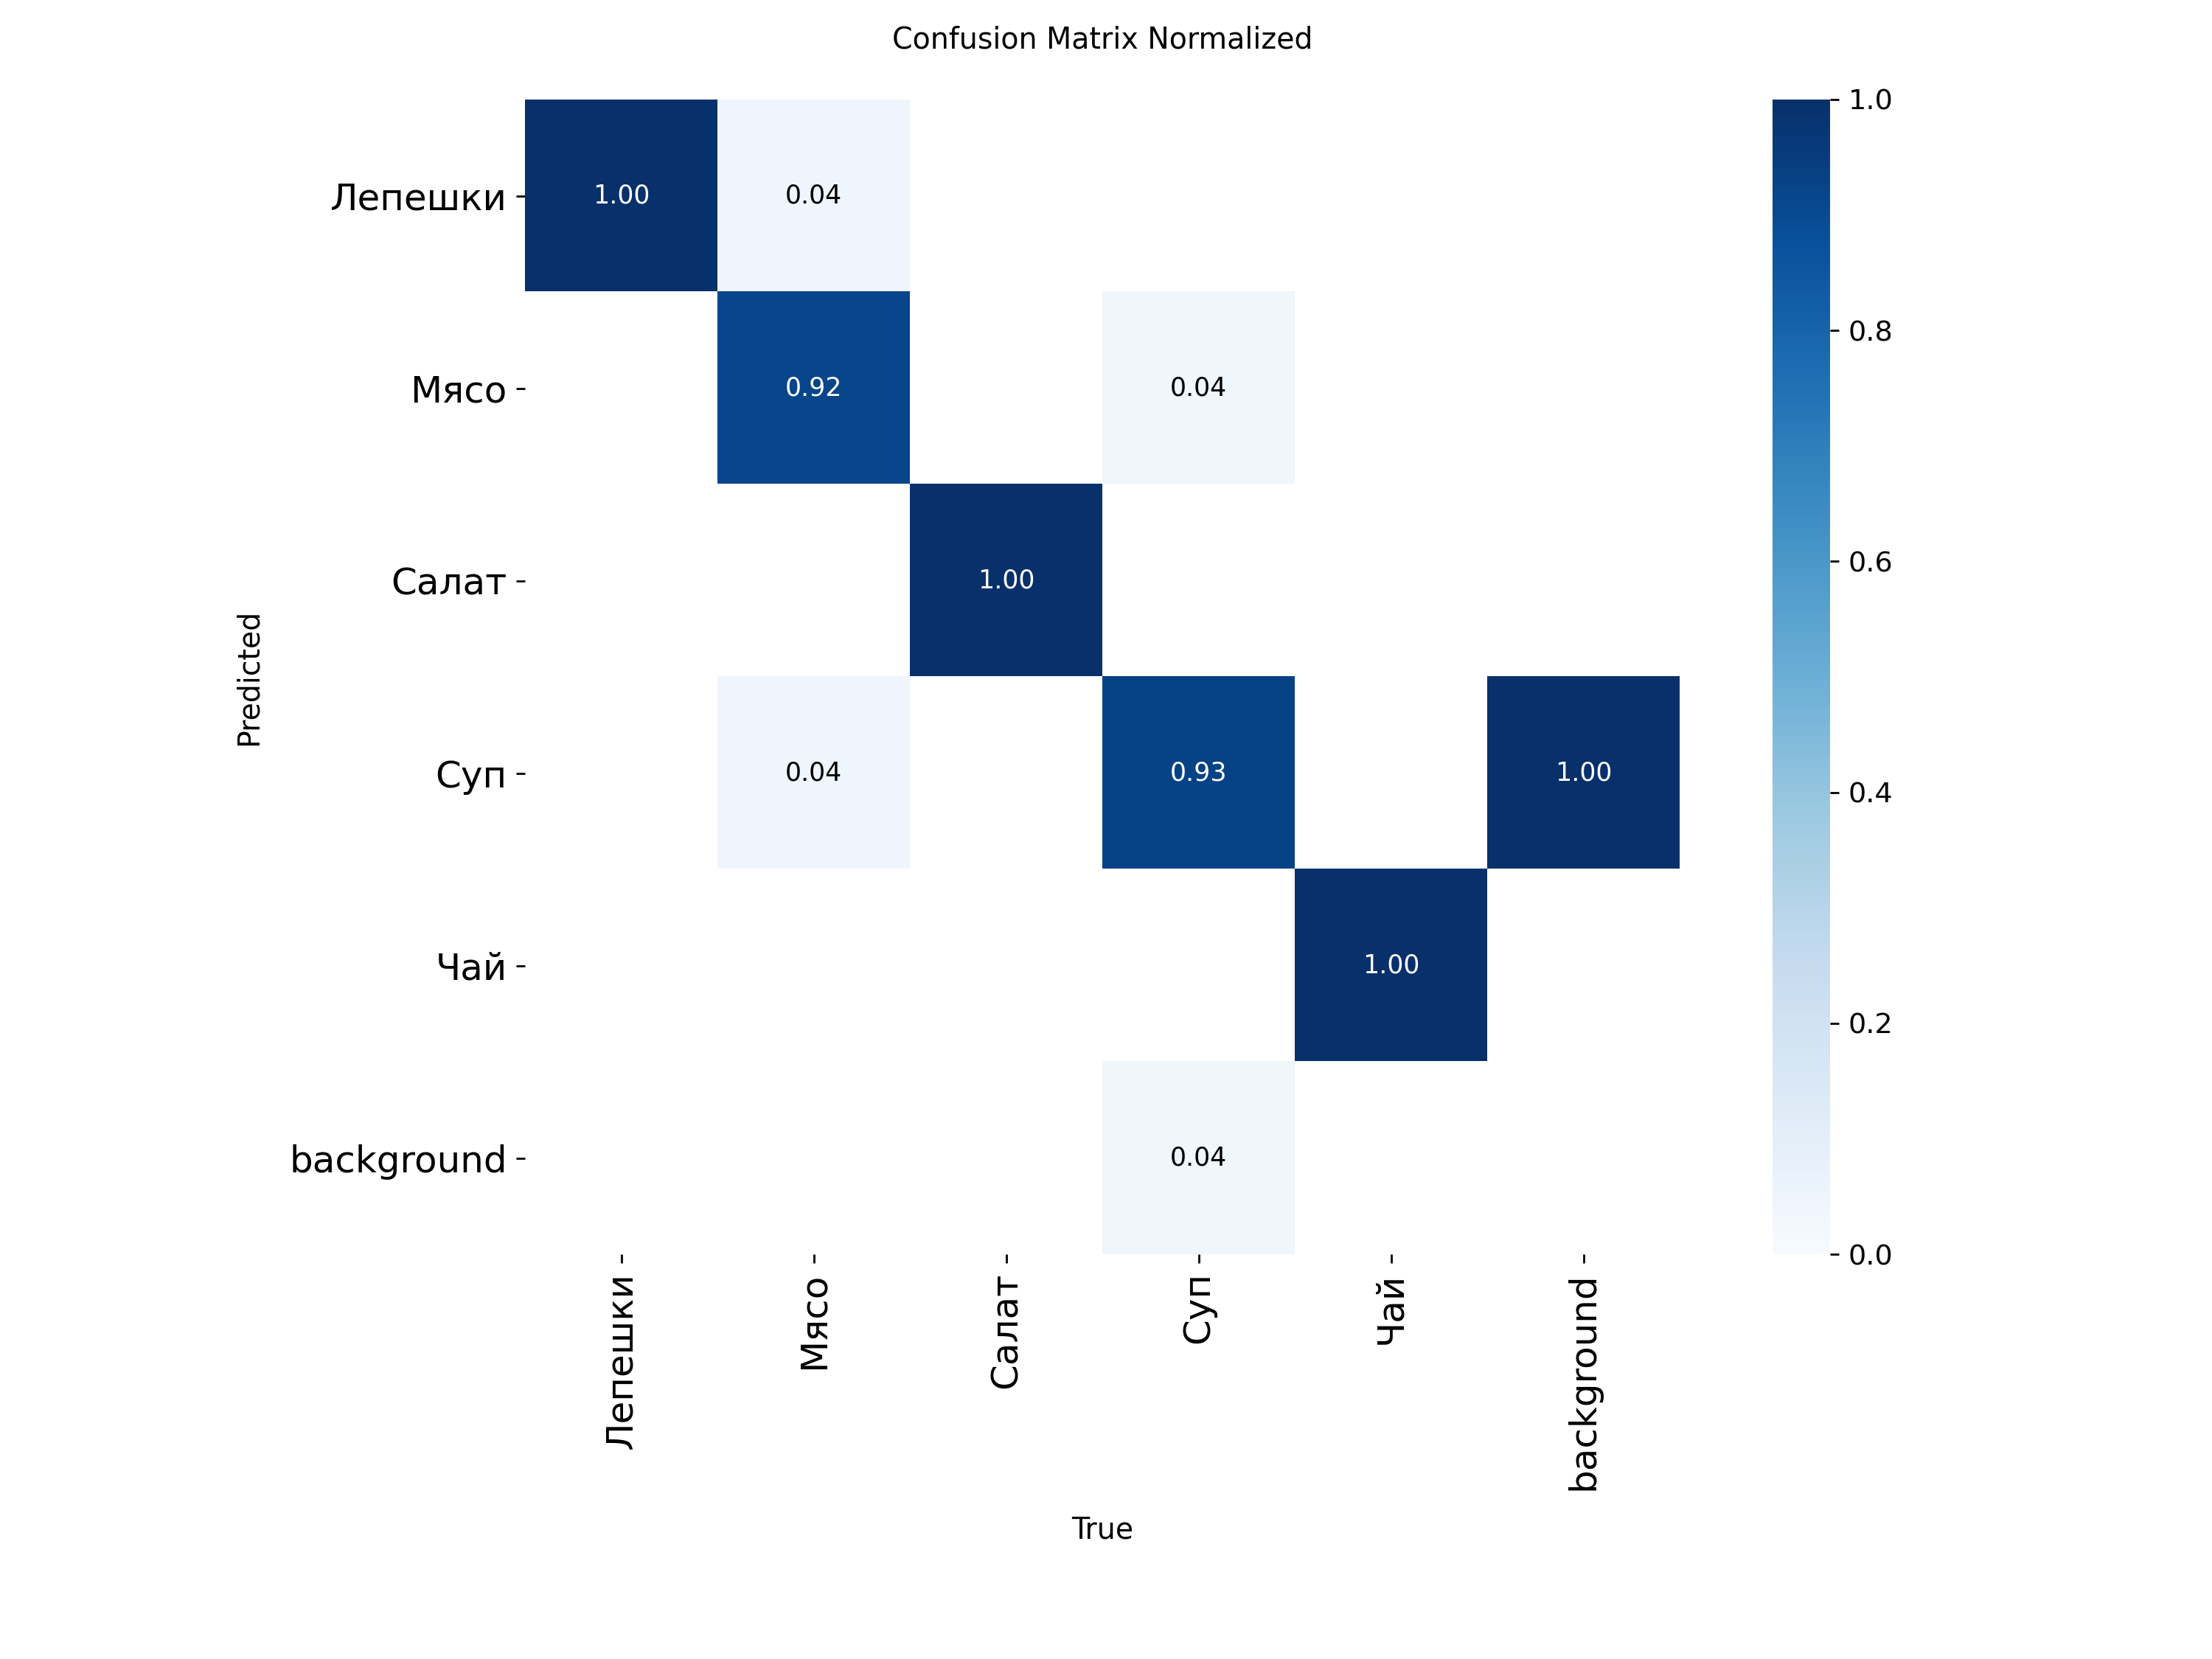 Confusion Matrix Normalized
Лепешки
1.00
0.04
Мясо
0.92
0.04
Салат
1.00
Суп
0.04
0.93
1.00
Чай
1.00
background
0.04
Лепешки
Мясо
Салат
Суп
Чай
background
True
Predicted
1.0
0.8
0.6
0.4
0.2
0.0